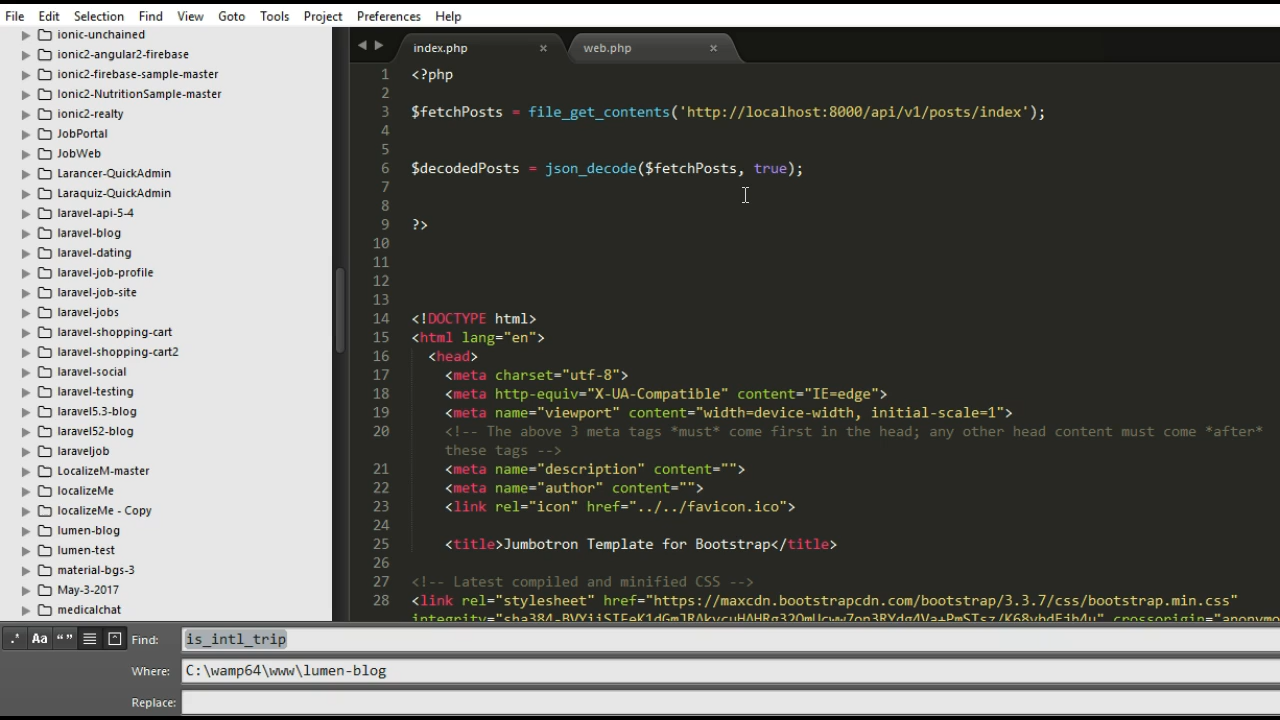 File Edit Selection Find View Goto Tools Project Preferences Help
ionic-unchained
ionic2-angular2-firebase
ionic2-firebase-sample-master
Ionic2-NutritionSample-master
ionic2-realty
JobPortal
JobWeb
Larancer-QuickAdmin
Laraquiz-QuickAdmin
laravel-api-5-4
laravel-blog
laravel-dating
laravel-job-profile
laravel-job-site
laravel-jobs
laravel-shopping-cart
laravel-shopping-cart2
laravel-social
laravel-testing
laravel5.3-blog
laravel52-blog
laraveljob
LocalizeM-master
localizeMe
localizeMe - Copy
lumen-blog
lumen-test
material-bgs-3
May-3-2017
medicalchat
index.php × web.php ×
1 <?php
2
3 $fetchPosts = file_get_contents('http://localhost:8000/api/v1/posts/index');
4
5
6 $decodedPosts = json_decode($fetchPosts, true);
7
8
9 ?>
10
11
12
13
14 <!DOCTYPE html>
15 <html lang="en">
16 <head>
17 <meta charset="utf-8">
18 <meta http-equiv="X-UA-Compatible" content="IE=edge">
19 <meta name="viewport" content="width=device-width, initial-scale=1">
20 <!-- The above 3 meta tags *must* come first in the head; any other head content must come *after*
these tags -->
21 <meta name="description" content="">
22 <meta name="author" content="">
23 <link rel="icon" href="../../favicon.ico">
24
25 <title>Jumbotron Template for Bootstrap</title>
26
27 <!-- Latest compiled and minified CSS -->
28 <link rel="stylesheet" href="https://maxcdn.bootstrapcdn.com/bootstrap/3.3.7/css/bootstrap.min.css"
.* Aa “ ” Find: is_intl_trip
Where: C:\wamp64\www\lumen-blog
Replace: